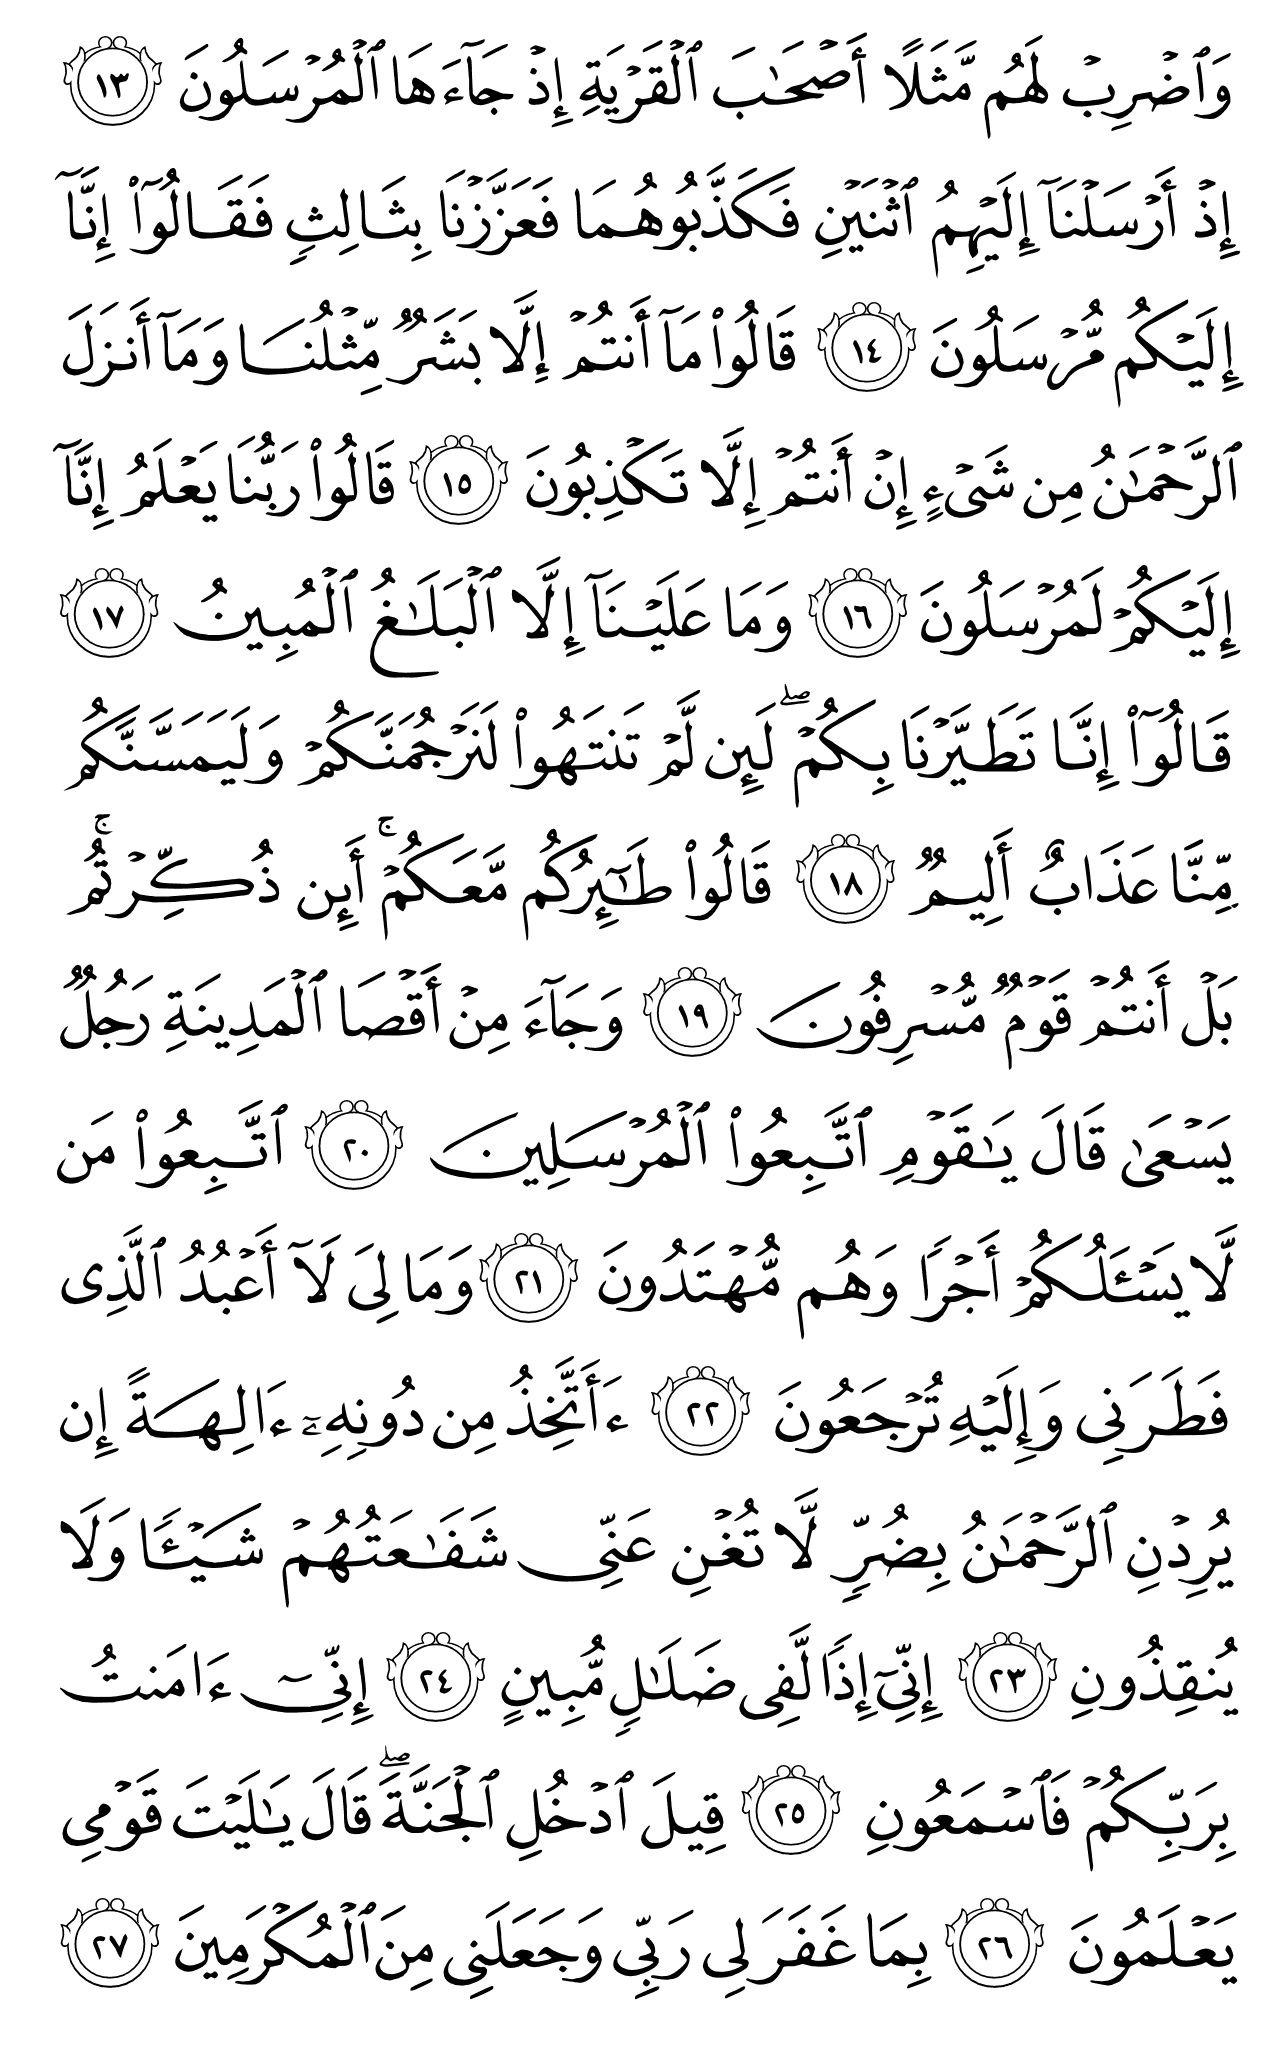 وَٱضۡرِبۡ لَهُم مَّثَلًا أَصۡحَٰبَ ٱلۡقَرۡيَةِ إِذۡ جَآءَهَا ٱلۡمُرۡسَلُونَ ١٣
إِذۡ أَرۡسَلۡنَآ إِلَيۡهِمُ ٱثۡنَيۡنِ فَكَذَّبُوهُمَا فَعَزَّزۡنَا بِثَالِثٖ فَقَالُوٓاْ إِنَّآ
إِلَيۡكُم مُّرۡسَلُونَ ١٤ قَالُواْ مَآ أَنتُمۡ إِلَّا بَشَرٞ مِّثۡلُنَا وَمَآ أَنزَلَ
ٱلرَّحۡمَٰنُ مِن شَيۡءٍ إِنۡ أَنتُمۡ إِلَّا تَكۡذِبُونَ ١٥ قَالُواْ رَبُّنَا يَعۡلَمُ إِنَّآ
إِلَيۡكُمۡ لَمُرۡسَلُونَ ١٦ وَمَا عَلَيۡنَآ إِلَّا ٱلۡبَلَٰغُ ٱلۡمُبِينُ ١٧
قَالُوٓاْ إِنَّا تَطَيَّرۡنَا بِكُمۡۖ لَئِن لَّمۡ تَنتَهُواْ لَنَرۡجُمَنَّكُمۡ وَلَيَمَسَّنَّكُم
مِّنَّا عَذَابٌ أَلِيمٞ ١٨ قَالُواْ طَٰٓئِرُكُم مَّعَكُمۡ أَئِن ذُكِّرۡتُمۚ
بَلۡ أَنتُمۡ قَوۡمٞ مُّسۡرِفُونَ ١٩ وَجَآءَ مِنۡ أَقۡصَا ٱلۡمَدِينَةِ رَجُلٞ
يَسۡعَىٰ قَالَ يَٰقَوۡمِ ٱتَّبِعُواْ ٱلۡمُرۡسَلِينَ ٢٠ ٱتَّبِعُواْ مَن
لَّا يَسۡـَٔلُكُمۡ أَجۡرٗا وَهُم مُّهۡتَدُونَ ٢١ وَمَا لِيَ لَآ أَعۡبُدُ ٱلَّذِي
فَطَرَنِي وَإِلَيۡهِ تُرۡجَعُونَ ٢٢ ءَأَتَّخِذُ مِن دُونِهِۦٓ ءَالِهَةً إِن
يُرِدۡنِ ٱلرَّحۡمَٰنُ بِضُرّٖ لَّا تُغۡنِ عَنِّي شَفَٰعَتُهُمۡ شَيۡـٔٗا وَلَا
يُنقِذُونِ ٢٣ إِنِّيٓ إِذٗا لَّفِي ضَلَٰلٖ مُّبِينٍ ٢٤ إِنِّيٓ ءَامَنتُ
بِرَبِّكُمۡ فَٱسۡمَعُونِ ٢٥ قِيلَ ٱدۡخُلِ ٱلۡجَنَّةَۖ قَالَ يَٰلَيۡتَ قَوۡمِي
يَعۡلَمُونَ ٢٦ بِمَا غَفَرَ لِي رَبِّي وَجَعَلَنِي مِنَ ٱلۡمُكۡرَمِينَ ٢٧